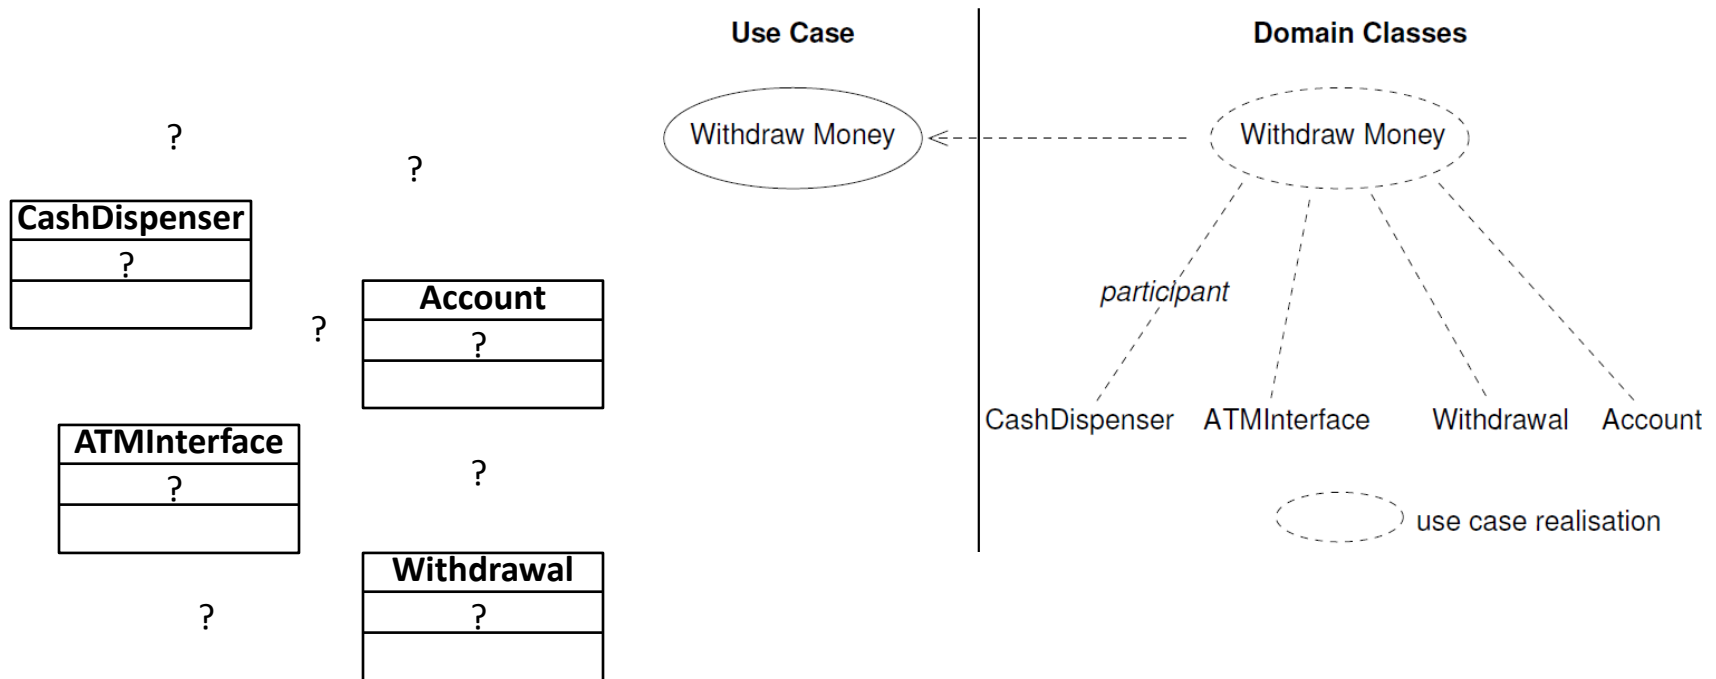 Use Case
Domain Classes
?
?
Withdraw Money
Withdraw Money
CashDispenser
?
?
Account
?
participant
ATMInterface
?
?
CashDispenser
ATMInterface
Withdrawal
Account
Withdrawal
?
?
use case realisation